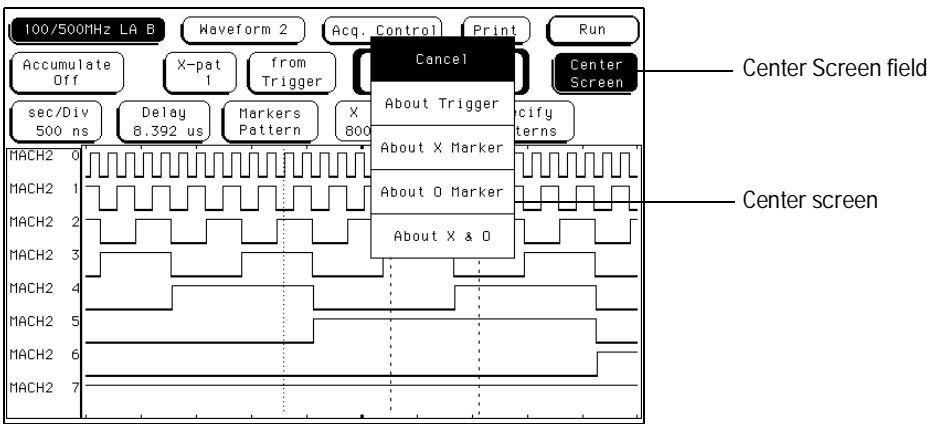 100/500MHz LA B
Waveform 2
Acq. Control
Print
Run
Accumulate
Off
X-pat
1
from
Trigger
Center
Screen
Center Screen field
sec/Div
500 ns
Delay
8.392 us
Markers
Pattern
X
800
Cancel
About Trigger
About X Marker
About O Marker
About X & O
Center screen
MACH2 0
MACH2 1
MACH2 2
MACH2 3
MACH2 4
MACH2 5
MACH2 6
MACH2 7